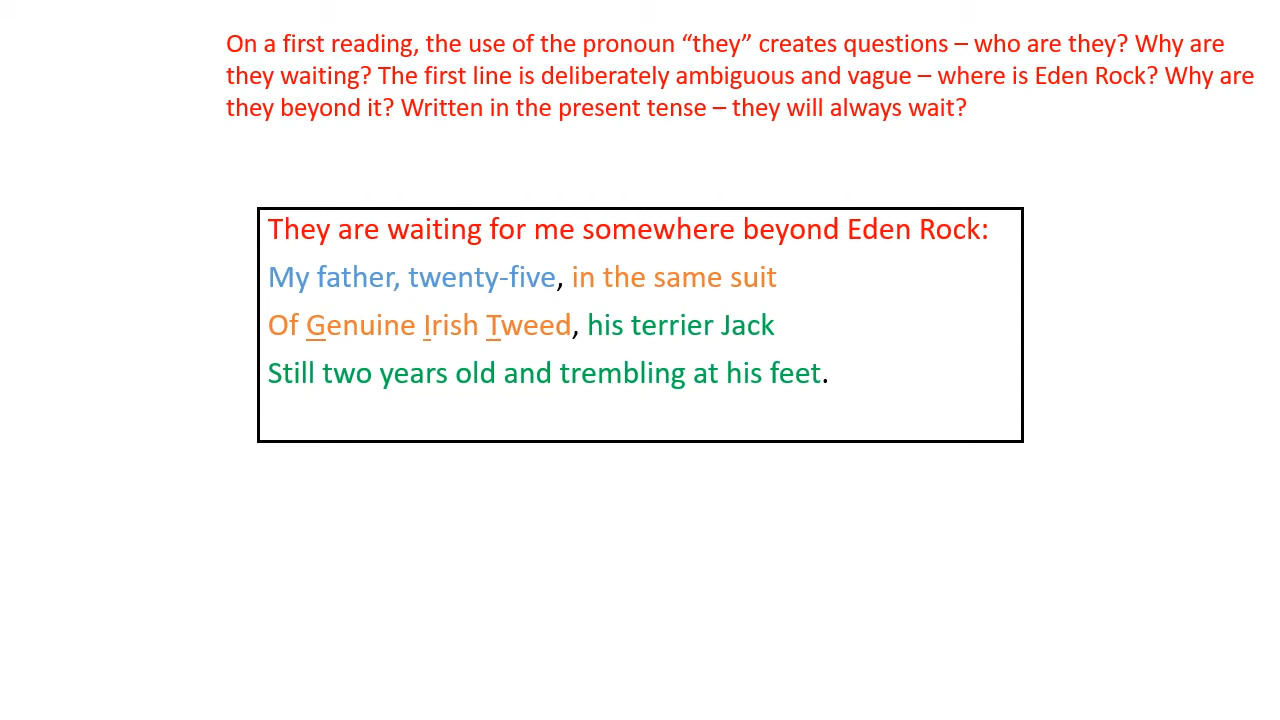 On a first reading, the use of the pronoun “they” creates questions – who are they? Why are
they waiting? The first line is deliberately ambiguous and vague – where is Eden Rock? Why are
they beyond it? Written in the present tense – they will always wait?
They are waiting for me somewhere beyond Eden Rock:
My father, twenty-five, in the same suit
Of Genuine Irish Tweed, his terrier Jack
Still two years old and trembling at his feet.